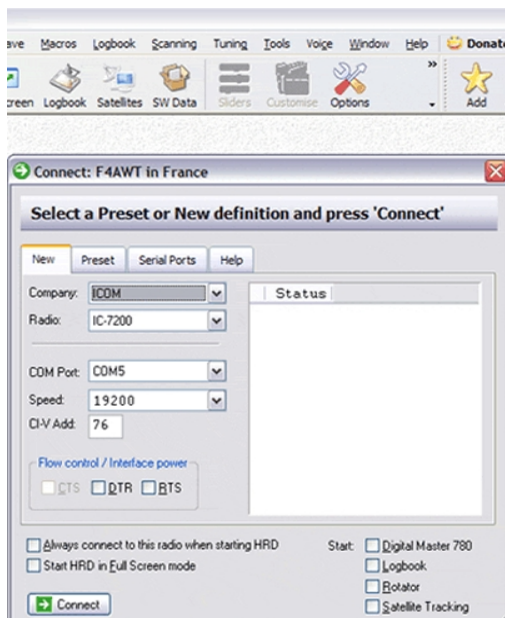 ave Macros Logbook Scanning Tuning Tools Voice Window Help Donate
creen Logbook Satellites SW Data Sliders Customise Options Add
Connect: F4AWT in France
Select a Preset or New definition and press 'Connect'
New Preset Serial Ports Help
Company: ICOM Status
Radio: IC-7200
COM Port: COM5
Speed: 19200
CI-V Add: 76
Flow control / Interface power
CTS DTR RTS
Always connect to this radio when starting HRD Start: Digital Master 780
Start HRD in Full Screen mode Logbook
Rotator
Connect Satellite Tracking